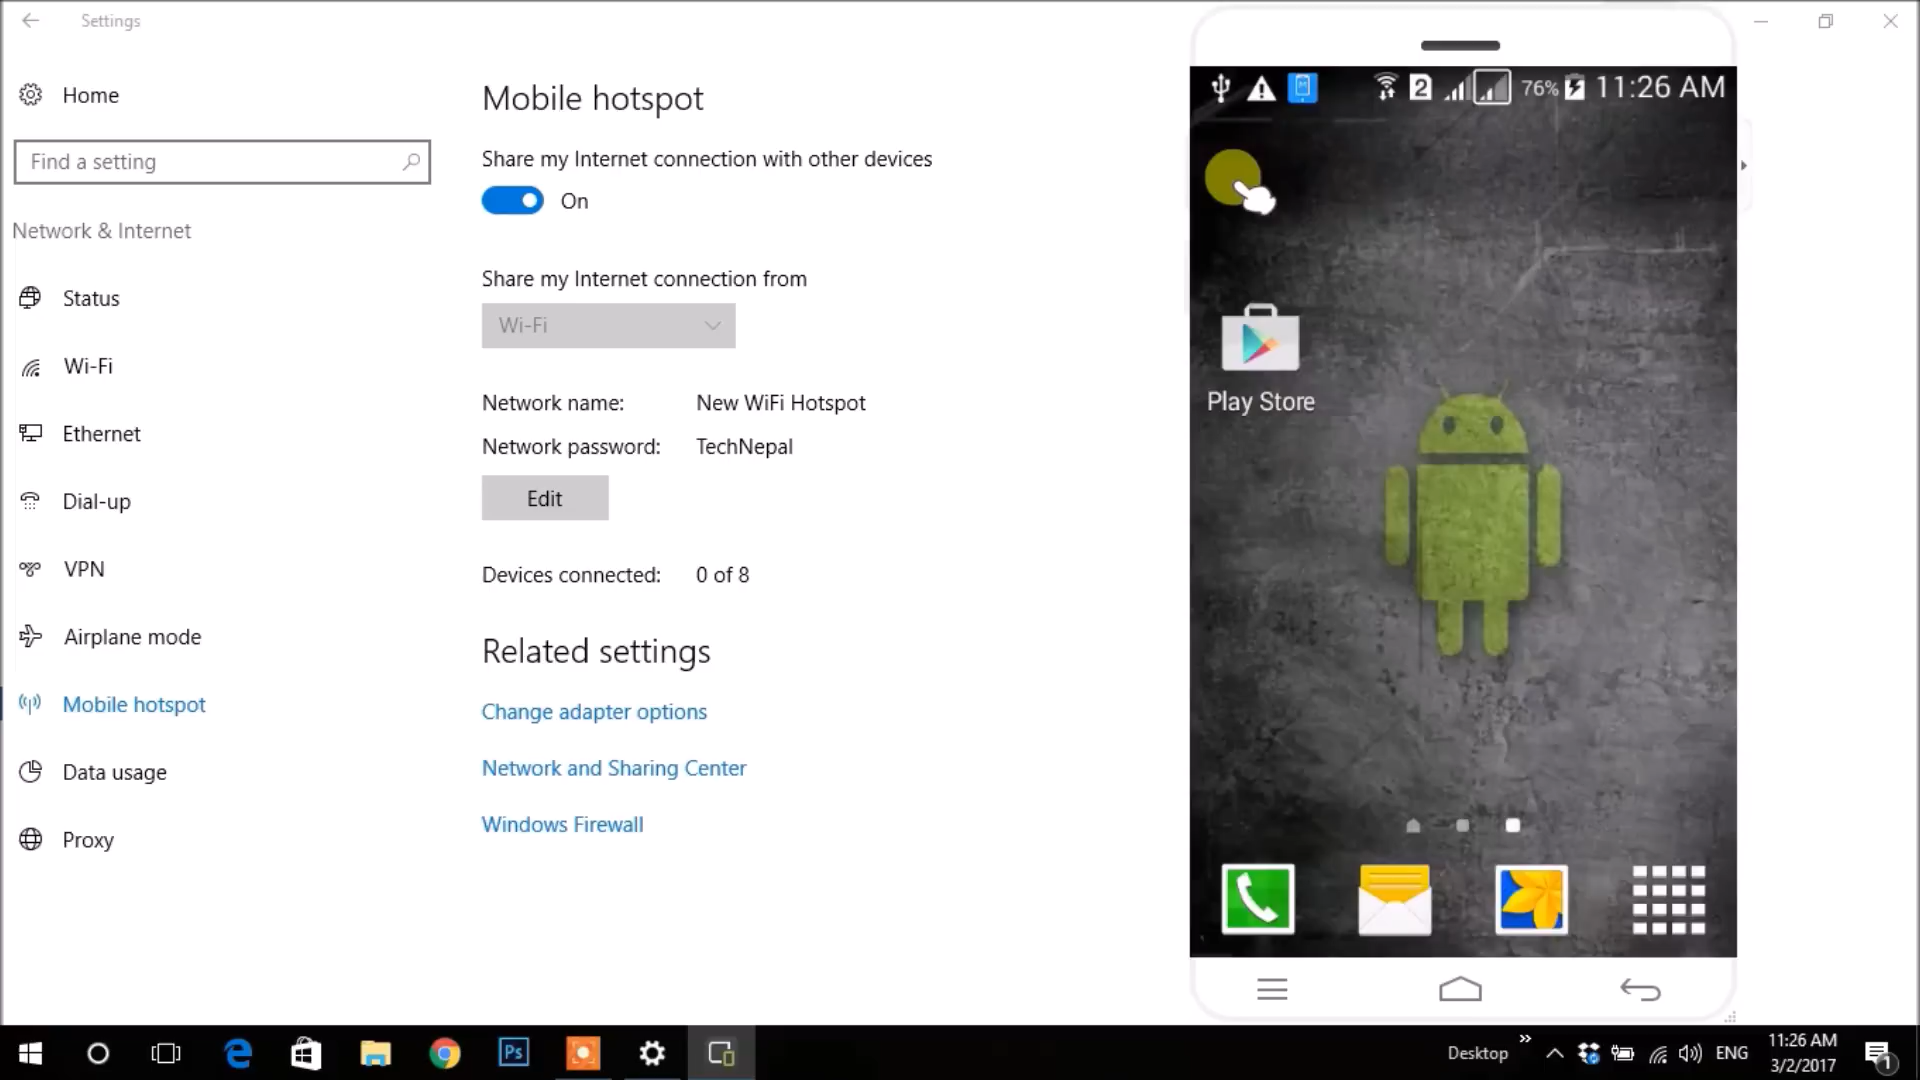 Settings
Home
Find a setting
Network & Internet
Status
Wi-Fi
Ethernet
Dial-up
VPN
Airplane mode
Mobile hotspot
Data usage
Proxy
Mobile hotspot
Share my Internet connection with other devices
On
Share my Internet connection from
Wi-Fi
Network name: New WiFi Hotspot
Network password: TechNepal
Edit
Devices connected: 0 of 8
Related settings
Change adapter options
Network and Sharing Center
Windows Firewall
2 76% 11:26 AM
Play Store
Ps
Desktop
ENG
11:26 AM
3/2/2017
1